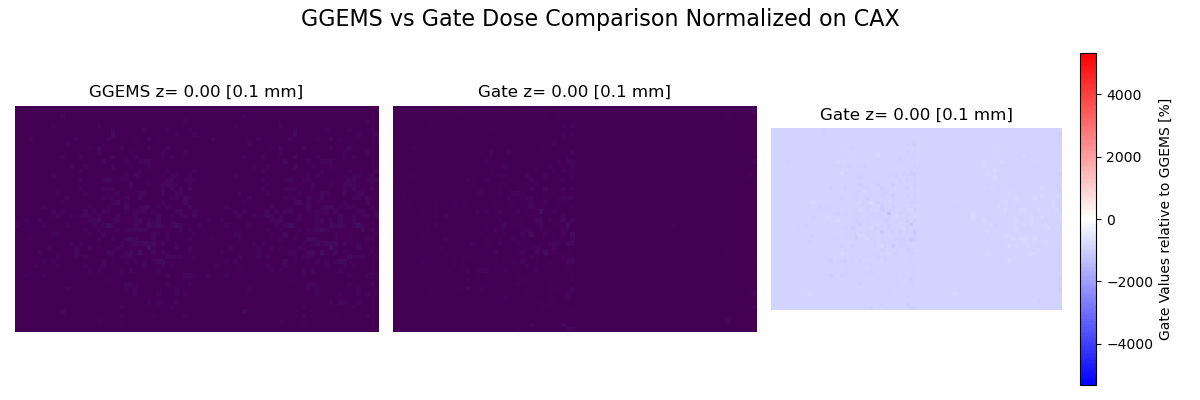 GGEMS vs Gate Dose Comparison Normalized on CAX
GGEMS z= 0.00 [0.1 mm]
Gate z= 0.00 [0.1 mm]
Gate z= 0.00 [0.1 mm]
4000
2000
0
−2000
−4000
Gate Values relative to GGEMS [%]